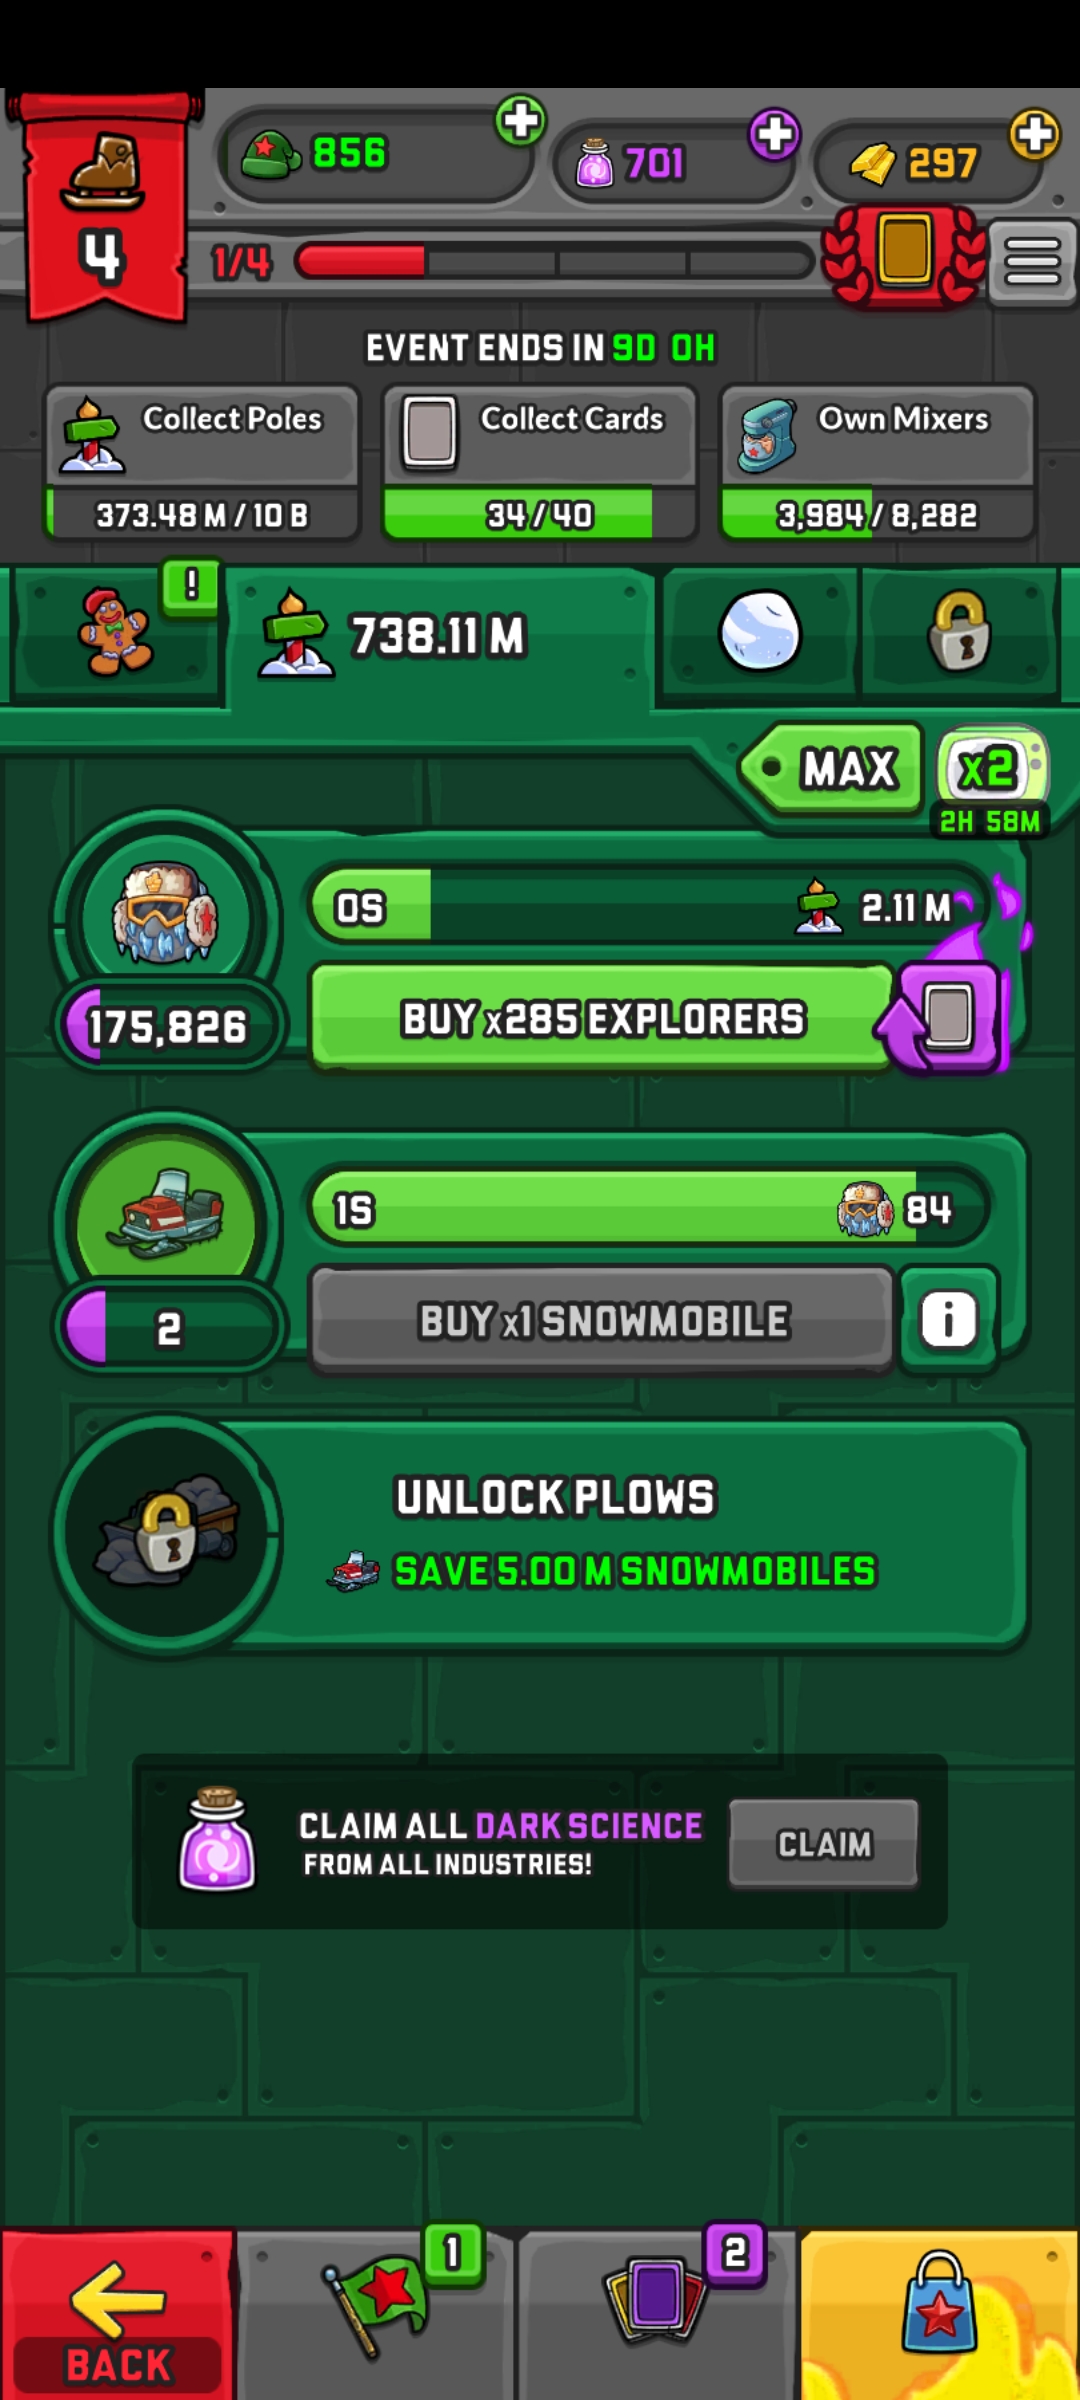 856
701
297
4
1/4
EVENT ENDS IN 9D 0H
Collect Poles
373.48 M / 10 B
Collect Cards
34 / 40
Own Mixers
3,984 / 8,282
!
738.11 M
MAX
x2
2H 58M
0S
2.11 M
175,826
BUY x285 EXPLORERS
1S
84
2
BUY x1 SNOWMOBILE
i
UNLOCK PLOWS
SAVE 5.00 M SNOWMOBILES
CLAIM ALL DARK SCIENCE
FROM ALL INDUSTRIES!
CLAIM
1
2
BACK